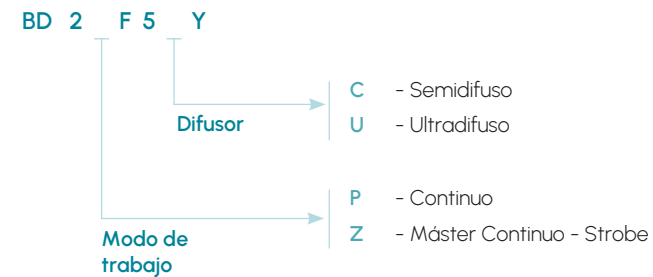 BD 2 F 5 Y
C - Semidifuso
Difusor
U - Ultradifuso
P - Continuo
Z - Máster Continuo - Strobe
Modo de
trabajo